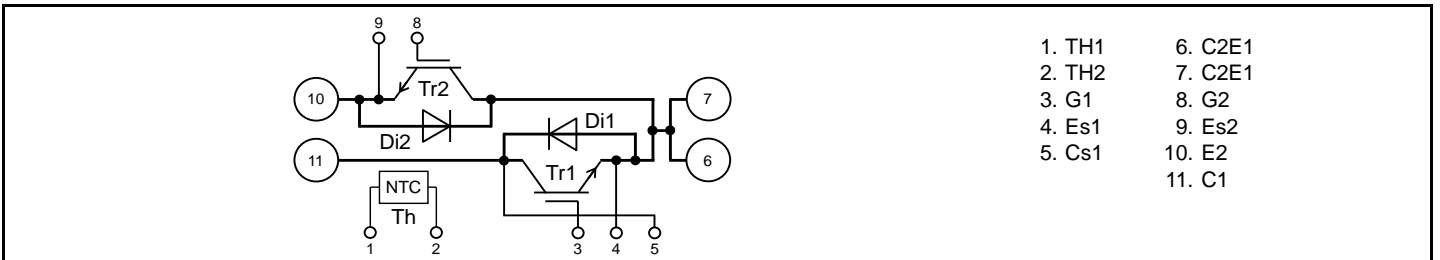 9 8
Tr2
10
7
Di2
Di1
11
6
Tr1
NTC
Th
1 2 3 4 5
1. TH1
2. TH2
3. G1
4. Es1
5. Cs1
6. C2E1
7. C2E1
8. G2
9. Es2
10. E2
11. C1